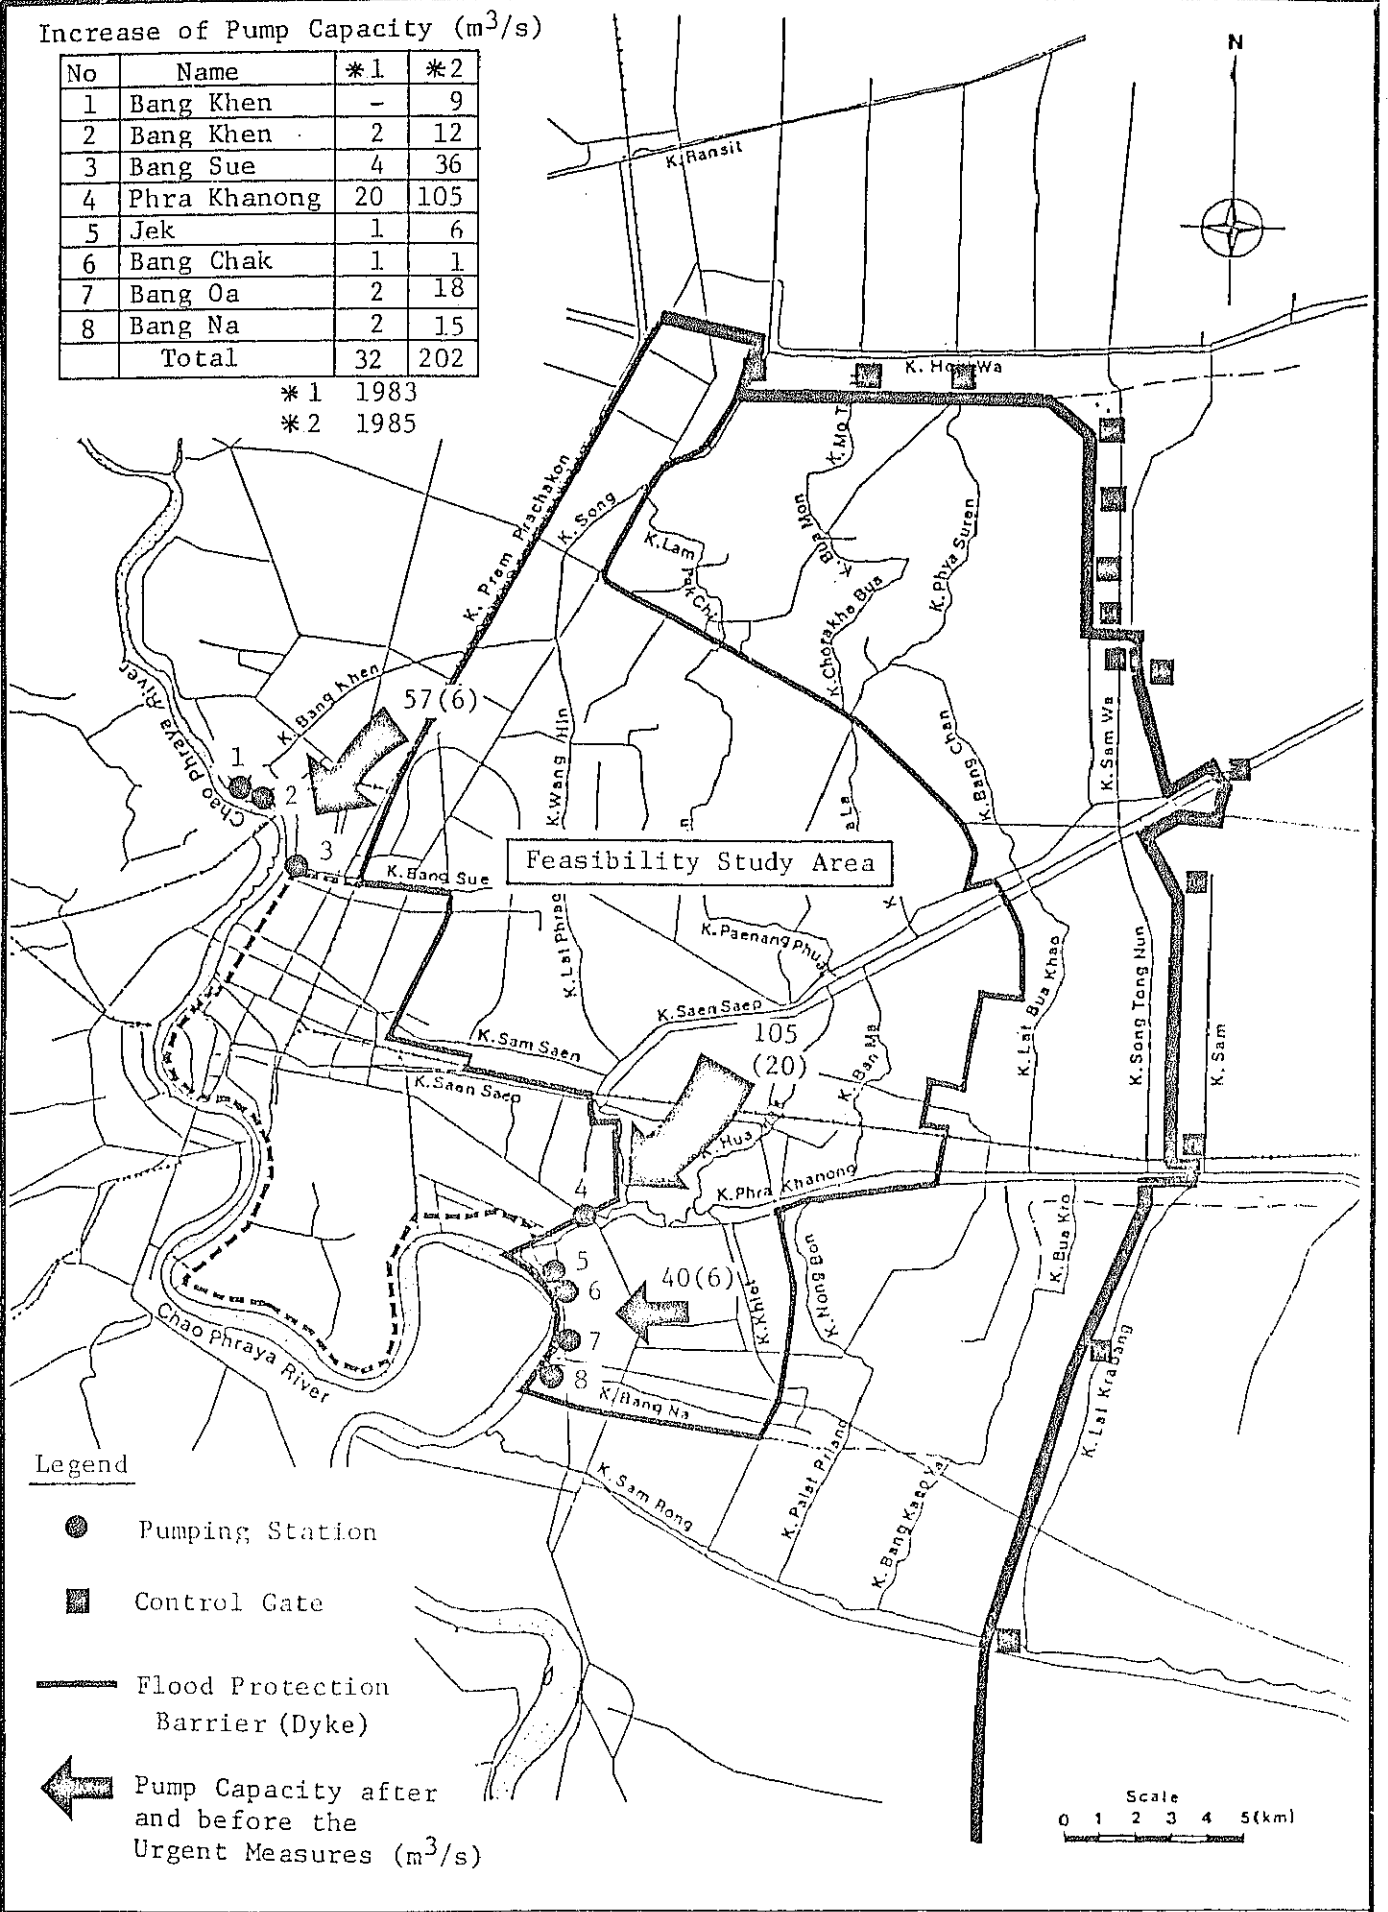 Increase of Pump Capacity (m³/s)
No Name *1 *2
1 Bang Khen - 9
2 Bang Khen 2 12
3 Bang Sue 4 36
4 Phra Khanong 20 105
5 Jek 1 6
6 Bang Chak 1 1
7 Bang Oa 2 18
8 Bang Na 2 15
Total 32 202
*1 1983
*2 1985
N
K. Ransit
K. Prem Prachakon
K. Song
K. Lam Pak Chi
K. Mo T
K. Bua Mon
K. Bua
K. Chorakhe Bua
K. Phya Suren
K. Bang Khen
57(6)
Chao Phraya River
1
2
3
K. Wang Hin
K. Bang Chan
K. Sam Wa
K. Bang Sue
Feasibility Study Area
K. Lat Phrao
K. Paenang
K. Saen Saep
105
(20)
K. Sam Saen
K. Saen Saep
K. Ban Ma
K. Lat Bua Khao
K. Song Tong Nun
K. Sam
K. Hua
K. Phra Khanong
4
5
6
7
8
40(6)
K. Khlet
K. Nong Bon
K. Bua Kro
K. Lat Krabang
Chao Phraya River
K. Bang Na
K. Sam Rong
K. Palat Priang
K. Bang Kaeo Yai
Legend
Pumping Station
Control Gate
Flood Protection
Barrier (Dyke)
Pump Capacity after
and before the
Urgent Measures (m³/s)
Scale
0 1 2 3 4 5(km)